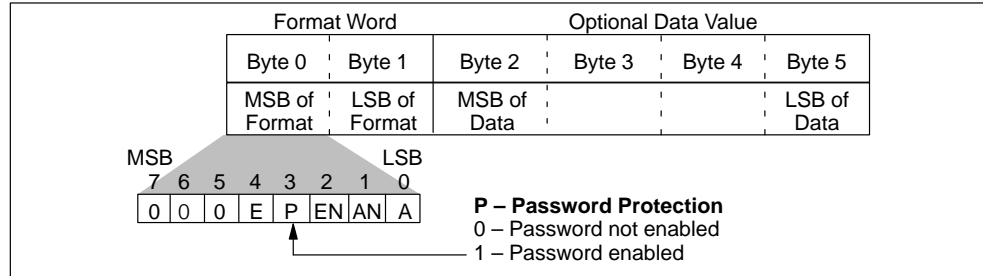 Format Word Optional Data Value
Byte 0 Byte 1 Byte 2 Byte 3 Byte 4 Byte 5
MSB of LSB of MSB of LSB of
Format Format Data Data
MSB LSB
7 6 5 4 3 2 1 0
0 0 0 E P EN AN A
P – Password Protection
0 – Password not enabled
1 – Password enabled